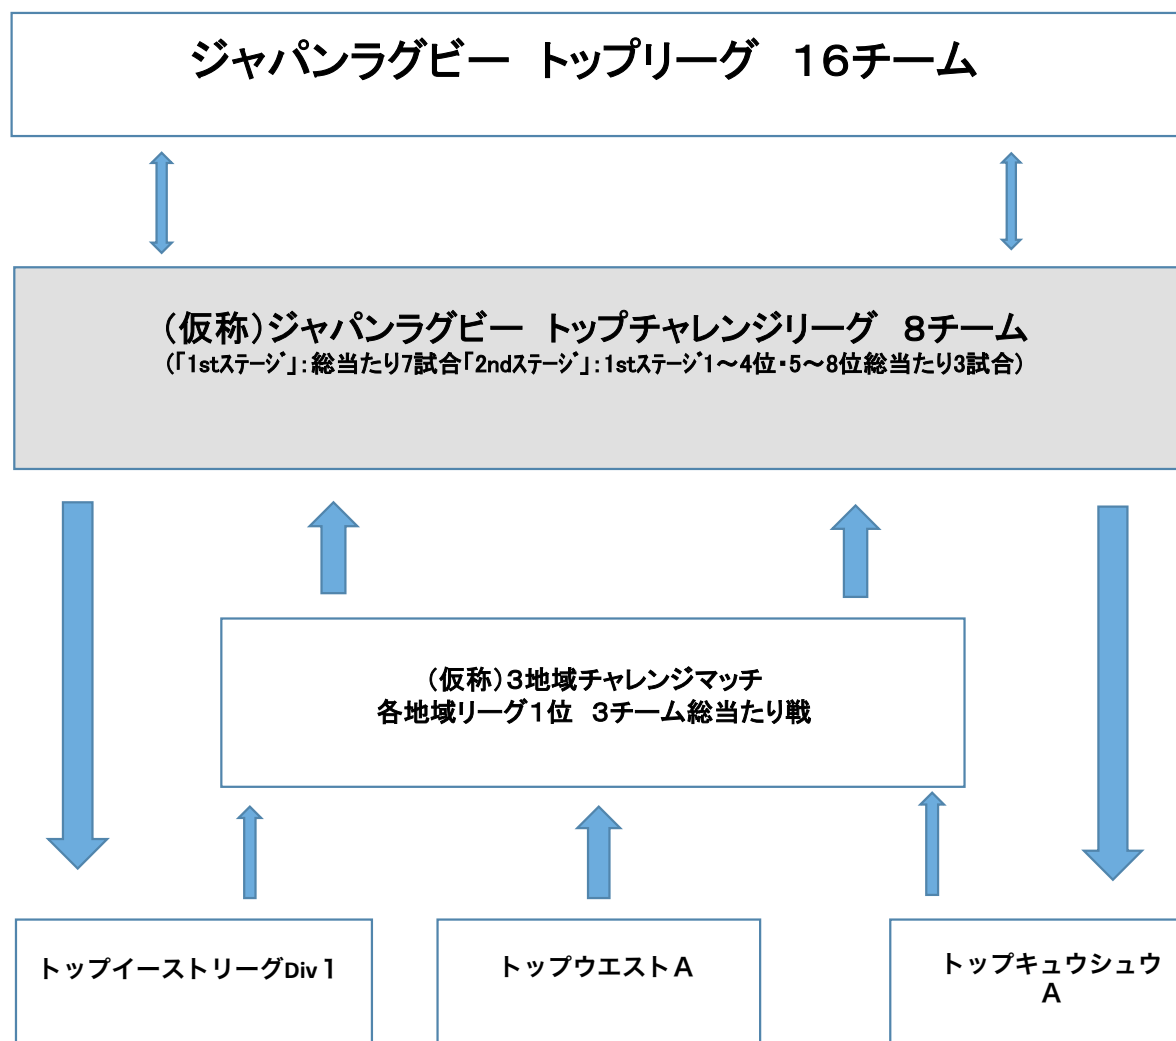 ジャパンラグビー　トップリーグ　１６チーム
（仮称）ジャパンラグビー　トップチャレンジリーグ　８チーム
（「1stｽﾃｰｼﾞ」：総当たり7試合「2ndｽﾃｰｼﾞ」：1stｽﾃｰｼﾞ1～4位・5～8位総当たり3試合）
（仮称）３地域チャレンジマッチ
各地域リーグ１位　３チーム総当たり戦
トップイーストリーグDiv１
トップウエストＡ
トップキュウシュウ
Ａ